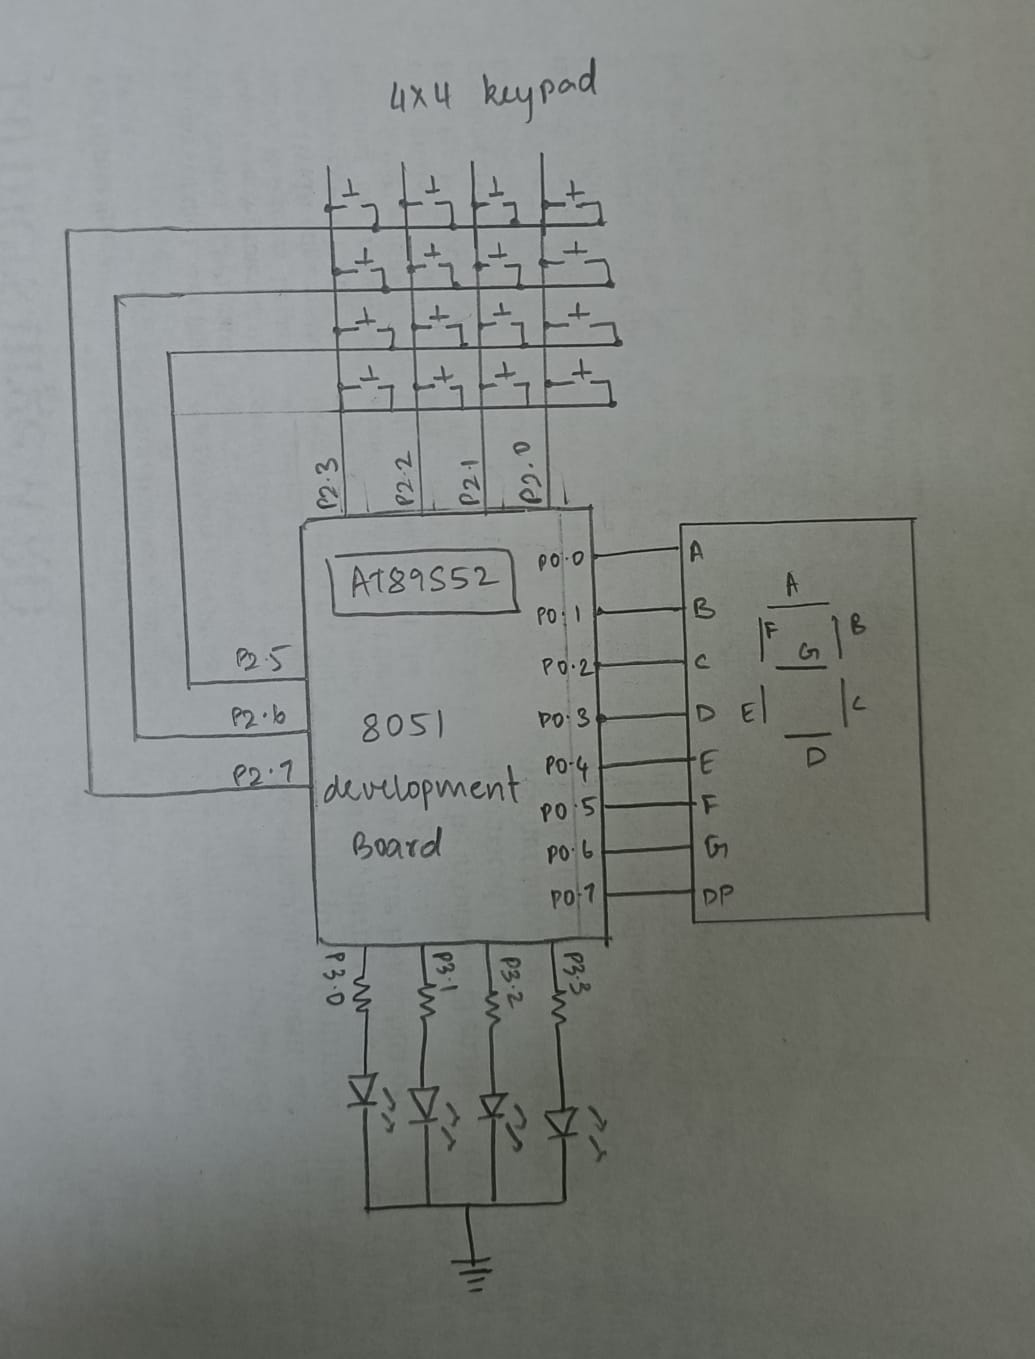 4x4 keypad
P2.3 P2.2 P2.1 P2.0
AT89S52
8051
development
Board
P2.5
P2.6
P2.7
P0.0
P0.1
P0.2
P0.3
P0.4
P0.5
P0.6
P0.7
A
B
C
D
E
F
G
DP
A
F
B
G
E
C
D
P3.0 P3.1 P3.2 P3.3